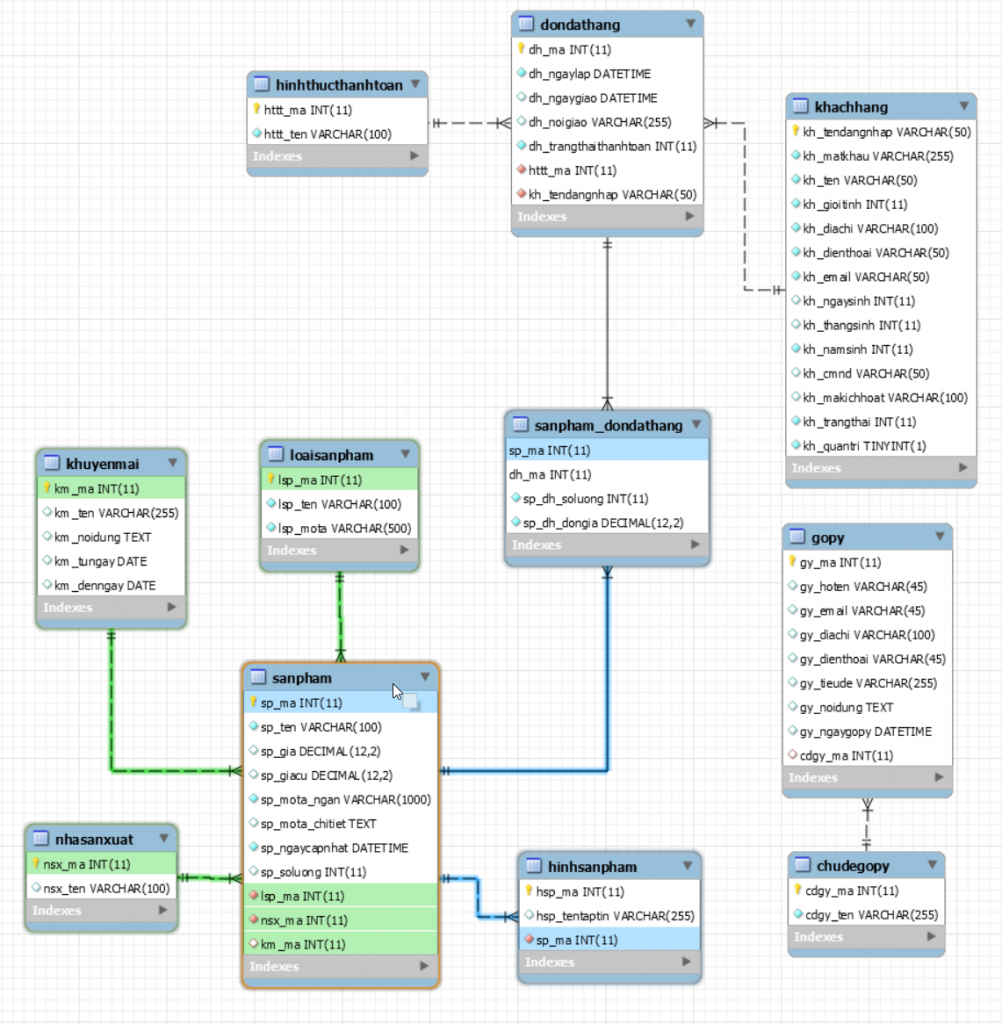 dondathang
dh_ma INT(11)
dh_ngaylap DATETIME
dh_ngaygiao DATETIME
dh_noigiao VARCHAR(255)
dh_trangthaithanhtoan INT(11)
httt_ma INT(11)
kh_tendangnhap VARCHAR(50)
Indexes
hinhthucthanhtoan
httt_ma INT(11)
httt_ten VARCHAR(100)
Indexes
khachhang
kh_tendangnhap VARCHAR(50)
kh_matkhau VARCHAR(255)
kh_ten VARCHAR(50)
kh_gioitinh INT(11)
kh_diachi VARCHAR(100)
kh_dienthoai VARCHAR(50)
kh_email VARCHAR(50)
kh_ngaysinh INT(11)
kh_thangsinh INT(11)
kh_namsinh INT(11)
kh_cmnd VARCHAR(50)
kh_makichhoat VARCHAR(100)
kh_trangthai INT(11)
kh_quantri TINYINT(1)
Indexes
khuyenmai
km_ma INT(11)
km_ten VARCHAR(255)
km_noidung TEXT
km_tungay DATE
km_denngay DATE
Indexes
loaisanpham
lsp_ma INT(11)
lsp_ten VARCHAR(100)
lsp_mota VARCHAR(500)
Indexes
sanpham_dondathang
sp_ma INT(11)
dh_ma INT(11)
sp_dh_soluong INT(11)
sp_dh_dongia DECIMAL(12,2)
Indexes
gopy
gy_ma INT(11)
gy_hoten VARCHAR(45)
gy_email VARCHAR(45)
gy_diachi VARCHAR(100)
gy_dienthoai VARCHAR(45)
gy_tieude VARCHAR(255)
gy_noidung TEXT
gy_ngaygopy DATETIME
cdgy_ma INT(11)
Indexes
sanpham
sp_ma INT(11)
sp_ten VARCHAR(100)
sp_gia DECIMAL(12,2)
sp_giacu DECIMAL(12,2)
sp_mota_ngan VARCHAR(1000)
sp_mota_chitiet TEXT
sp_ngaycapnhat DATETIME
sp_soluong INT(11)
lsp_ma INT(11)
nsx_ma INT(11)
km_ma INT(11)
Indexes
nhasanxuat
nsx_ma INT(11)
nsx_ten VARCHAR(100)
Indexes
hinhsanpham
hsp_ma INT(11)
hsp_tentaptin VARCHAR(255)
sp_ma INT(11)
Indexes
chudegopy
cdgy_ma INT(11)
cdgy_ten VARCHAR(255)
Indexes